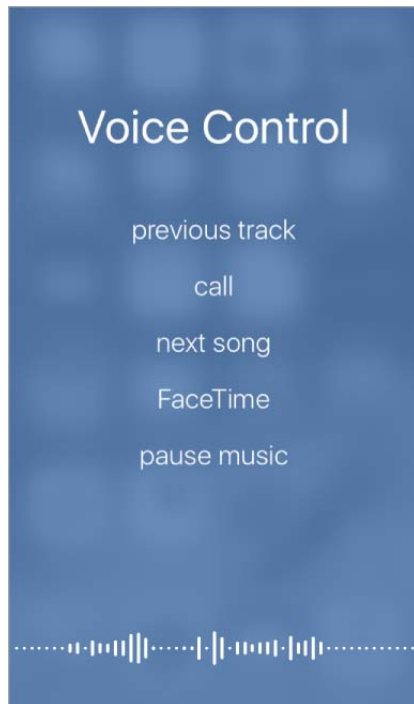 Voice Control
previous track
call
next song
FaceTime
pause music